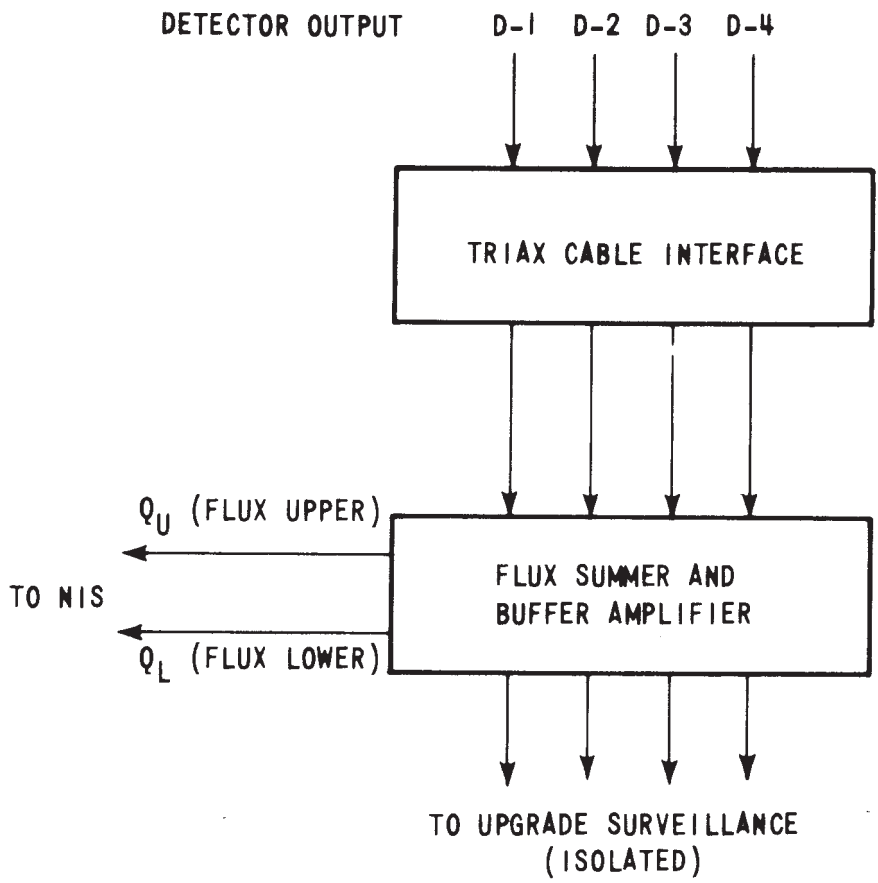 DETECTOR OUTPUT D-1 D-2 D-3 D-4
TRIAX CABLE INTERFACE
QU (FLUX UPPER)
FLUX SUMMER AND
BUFFER AMPLIFIER
TO NIS
QL (FLUX LOWER)
TO UPGRADE SURVEILLANCE
(ISOLATED)